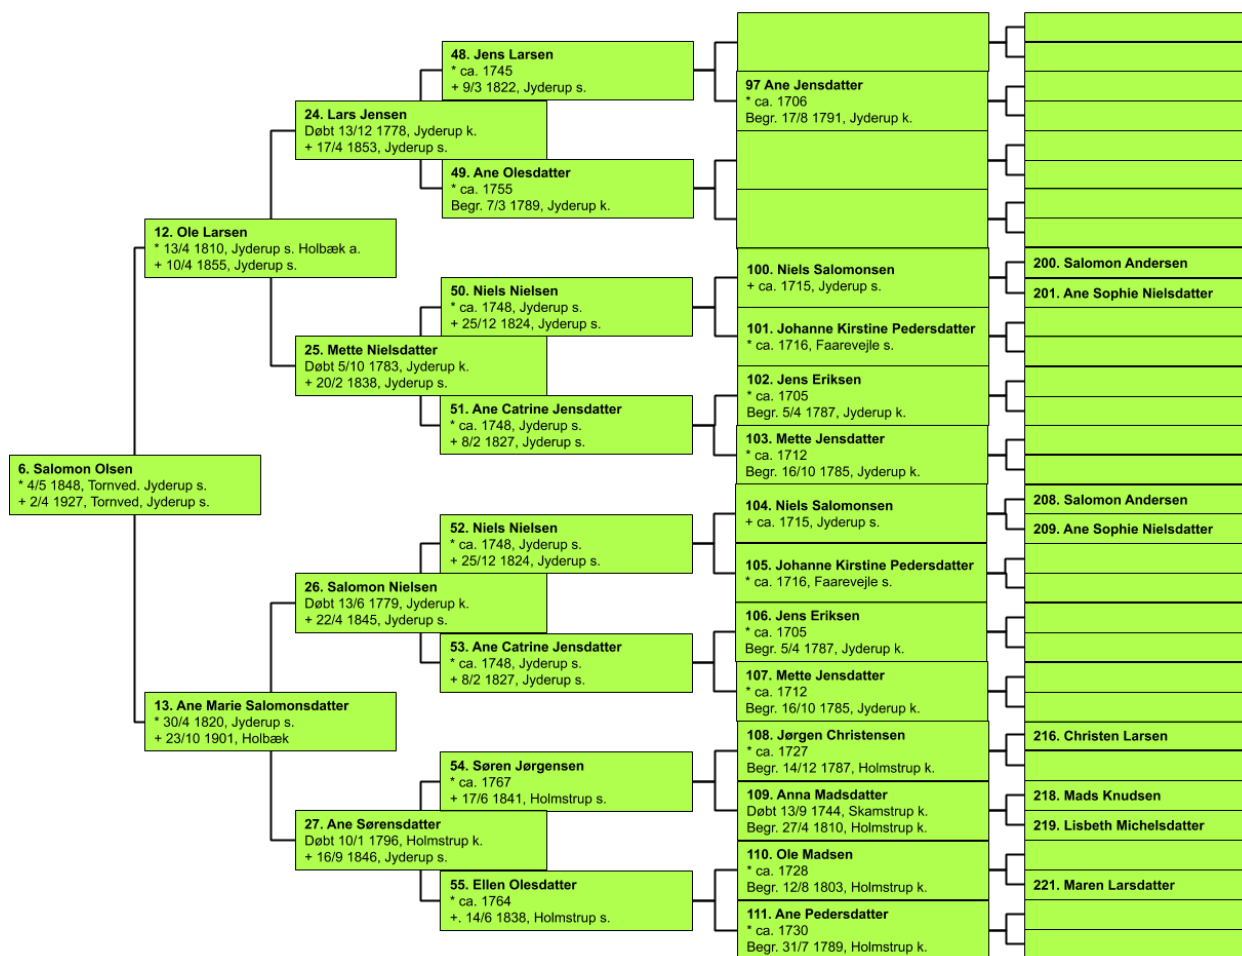 6. Salomon Olsen
* 4/5 1848, Tornved. Jyderup s.
+ 2/4 1927, Tornved, Jyderup s.
12. Ole Larsen
* 13/4 1810, Jyderup s. Holbæk a.
+ 10/4 1855, Jyderup s.
13. Ane Marie Salomonsdatter
* 30/4 1820, Jyderup s.
+ 23/10 1901, Holbæk
24. Lars Jensen
Døbt 13/12 1778, Jyderup k.
+ 17/4 1853, Jyderup s.
25. Mette Nielsdatter
Døbt 5/10 1783, Jyderup k.
+ 20/2 1838, Jyderup s.
26. Salomon Nielsen
Døbt 13/6 1779, Jyderup k.
+ 22/4 1845, Jyderup s.
27. Ane Sørensdatter
Døbt 10/1 1796, Holmstrup k.
+ 16/9 1846, Jyderup s.
48. Jens Larsen
* ca. 1745
+ 9/3 1822, Jyderup s.
49. Ane Olesdatter
* ca. 1755
Begr. 7/3 1789, Jyderup k.
50. Niels Nielsen
* ca. 1748, Jyderup s.
+ 25/12 1824, Jyderup s.
51. Ane Catrine Jensdatter
* ca. 1748, Jyderup s.
+ 8/2 1827, Jyderup s.
52. Niels Nielsen
* ca. 1748, Jyderup s.
+ 25/12 1824, Jyderup s.
53. Ane Catrine Jensdatter
* ca. 1748, Jyderup s.
+ 8/2 1827, Jyderup s.
54. Søren Jørgensen
* ca. 1767
+ 17/6 1841, Holmstrup s.
55. Ellen Olesdatter
* ca. 1764
+. 14/6 1838, Holmstrup s.
97 Ane Jensdatter
* ca. 1706
Begr. 17/8 1791, Jyderup k.
100. Niels Salomonsen
+ ca. 1715, Jyderup s.
101. Johanne Kirstine Pedersdatter
* ca. 1716, Faarevejle s.
102. Jens Eriksen
* ca. 1705
Begr. 5/4 1787, Jyderup k.
103. Mette Jensdatter
* ca. 1712
Begr. 16/10 1785, Jyderup k.
104. Niels Salomonsen
+ ca. 1715, Jyderup s.
105. Johanne Kirstine Pedersdatter
* ca. 1716, Faarevejle s.
106. Jens Eriksen
* ca. 1705
Begr. 5/4 1787, Jyderup k.
107. Mette Jensdatter
* ca. 1712
Begr. 16/10 1785, Jyderup k.
108. Jørgen Christensen
* ca. 1727
Begr. 14/12 1787, Holmstrup k.
109. Anna Madsdatter
Døbt 13/9 1744, Skamstrup k.
Begr. 27/4 1810, Holmstrup k.
110. Ole Madsen
* ca. 1728
Begr. 12/8 1803, Holmstrup k.
111. Ane Pedersdatter
* ca. 1730
Begr. 31/7 1789, Holmstrup k.
200. Salomon Andersen
201. Ane Sophie Nielsdatter
208. Salomon Andersen
209. Ane Sophie Nielsdatter
216. Christen Larsen
218. Mads Knudsen
219. Lisbeth Michelsdatter
221. Maren Larsdatter